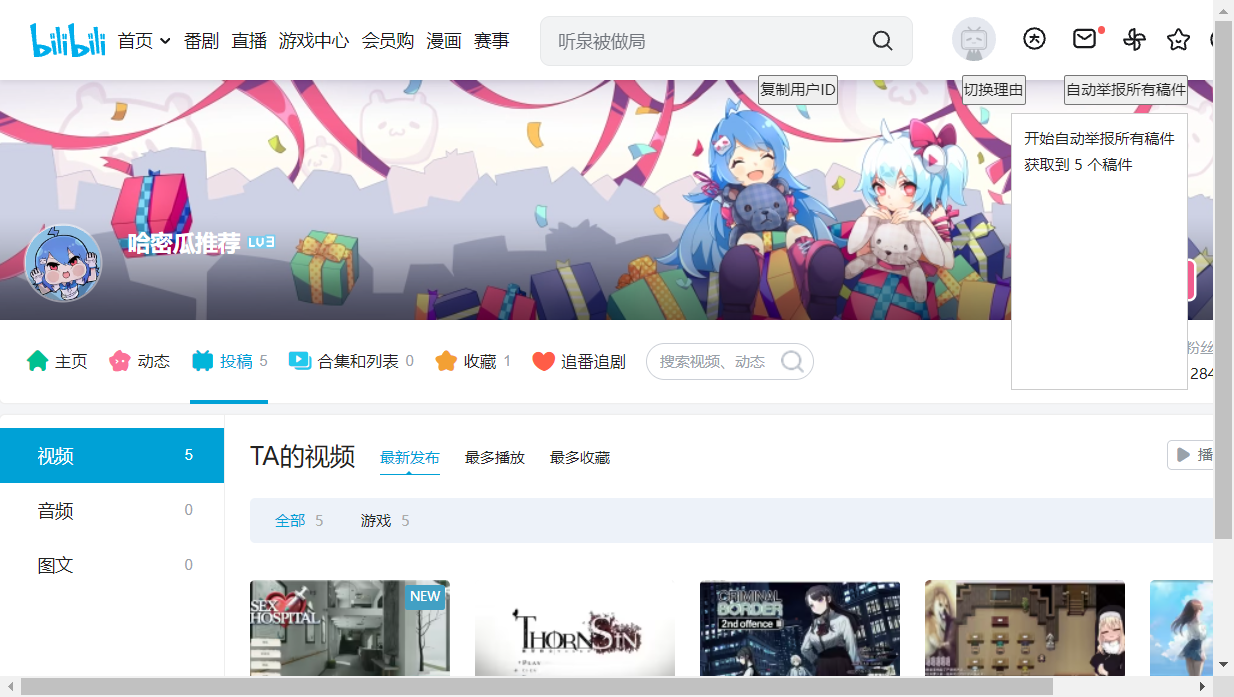 bilibili 首页 番剧 直播 游戏中心 会员购 漫画 赛事 听泉被做局
复制用户ID 切换理由 自动举报所有稿件
开始自动举报所有稿件
获取到 5 个稿件
哈密瓜推荐 LV3
主页 动态 投稿 5 合集和列表 0 收藏 1 追番追剧 搜索视频、动态 粉丝
284
视频 5
音频 0
图文 0
TA的视频 最新发布 最多播放 最多收藏 播
全部 5 游戏 5
NEW
SEX HOSPITAL
THORNSIN
CRIMINAL BORDER
2nd offence